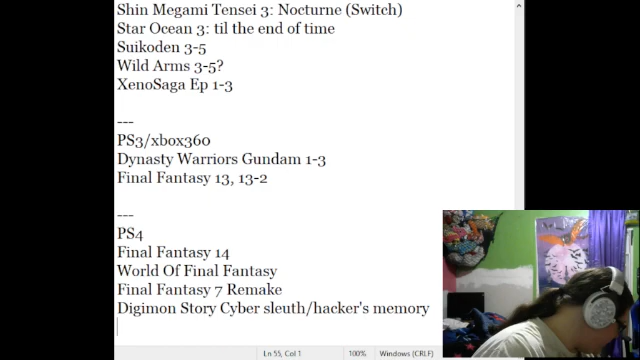 Shin Megami Tensei 3: Nocturne (Switch)
Star Ocean 3: til the end of time
Suikoden 3-5
Wild Arms 3-5?
XenoSaga Ep 1-3
---
PS3/xbox360
Dynasty Warriors Gundam 1-3
Final Fantasy 13, 13-2
---
PS4
Final Fantasy 14
World Of Final Fantasy
Final Fantasy 7 Remake
Digimon Story Cyber sleuth/hacker's memory
Ln 55, Col 1 100% Windows (CRLF)